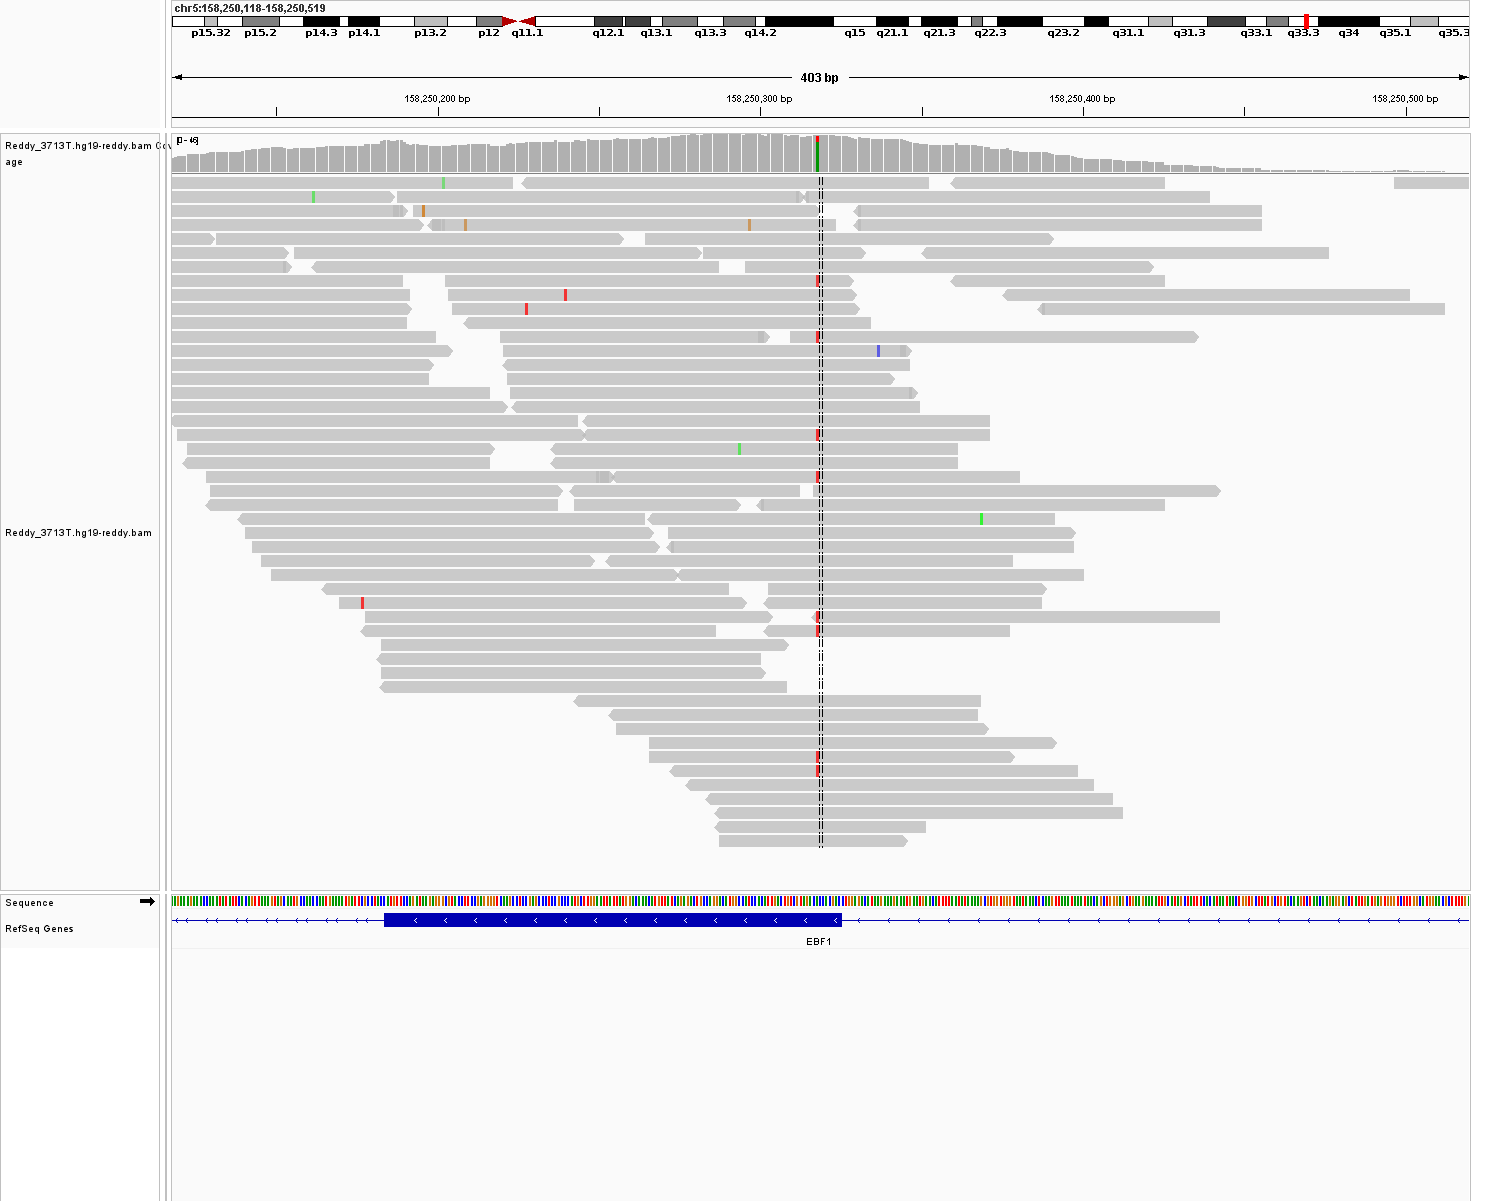 chr5:158,250,118-158,250,519
p15.32 p15.2 p14.3 p14.1 p13.2 p12 q11.1 q12.1 q13.1 q13.3 q14.2 q15 q21.1 q21.3 q22.3 q23.2 q31.1 q31.3 q33.1 q33.3 q34 q35.1 q35.3
403 bp
158,250,200 bp 158,250,300 bp 158,250,400 bp 158,250,500 bp
Reddy_3713T.hg19-reddy.bam Cov
age
[0 - 46]
Reddy_3713T.hg19-reddy.bam
Sequence
RefSeq Genes
EBF1